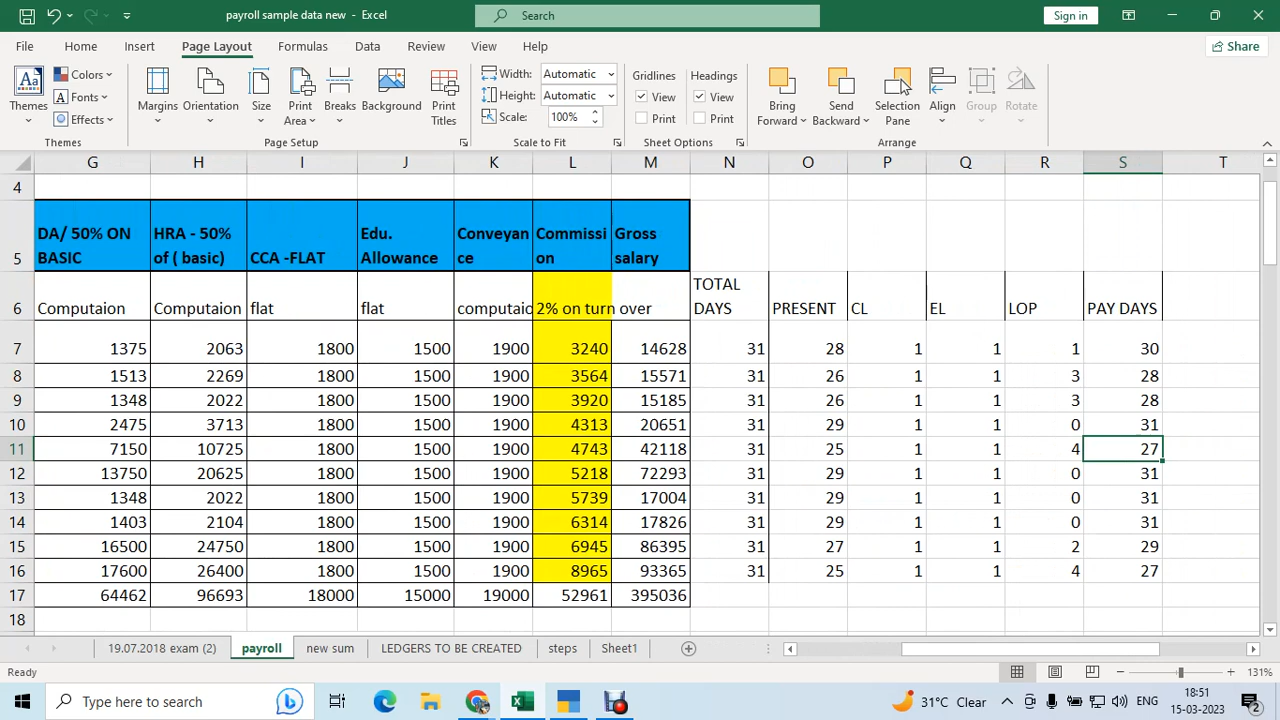 payroll sample data new - Excel
Search
Sign in
File Home Insert Page Layout Formulas Data Review View Help
Share
Themes
Colors
Fonts
Effects
Margins
Orientation
Size
Print Area
Breaks
Background
Print Titles
Width: Automatic
Height: Automatic
Scale: 100%
Gridlines
View
Print
Headings
View
Print
Bring Forward
Send Backward
Selection Pane
Align
Group
Rotate
Themes Page Setup Scale to Fit Sheet Options Arrange
G H I J K L M N O P Q R S T
4
5 DA/ 50% ON BASIC HRA - 50% of ( basic) CCA -FLAT Edu. Allowance Conveyance Commission Gross salary
6 Computaion Computaion flat flat computaio 2% on turn over TOTAL DAYS PRESENT CL EL LOP PAY DAYS
7 1375 2063 1800 1500 1900 3240 14628 31 28 1 1 1 30
8 1513 2269 1800 1500 1900 3564 15571 31 26 1 1 3 28
9 1348 2022 1800 1500 1900 3920 15185 31 26 1 1 3 28
10 2475 3713 1800 1500 1900 4313 20651 31 29 1 1 0 31
11 7150 10725 1800 1500 1900 4743 42118 31 25 1 1 4 27
12 13750 20625 1800 1500 1900 5218 72293 31 29 1 1 0 31
13 1348 2022 1800 1500 1900 5739 17004 31 29 1 1 0 31
14 1403 2104 1800 1500 1900 6314 17826 31 29 1 1 0 31
15 16500 24750 1800 1500 1900 6945 86395 31 27 1 1 2 29
16 17600 26400 1800 1500 1900 8965 93365 31 25 1 1 4 27
17 64462 96693 18000 15000 19000 52961 395036
18
19.07.2018 exam (2) payroll new sum LEDGERS TO BE CREATED steps Sheet1
Ready
131%
Type here to search
31°C Clear
ENG
18:51
15-03-2023
2